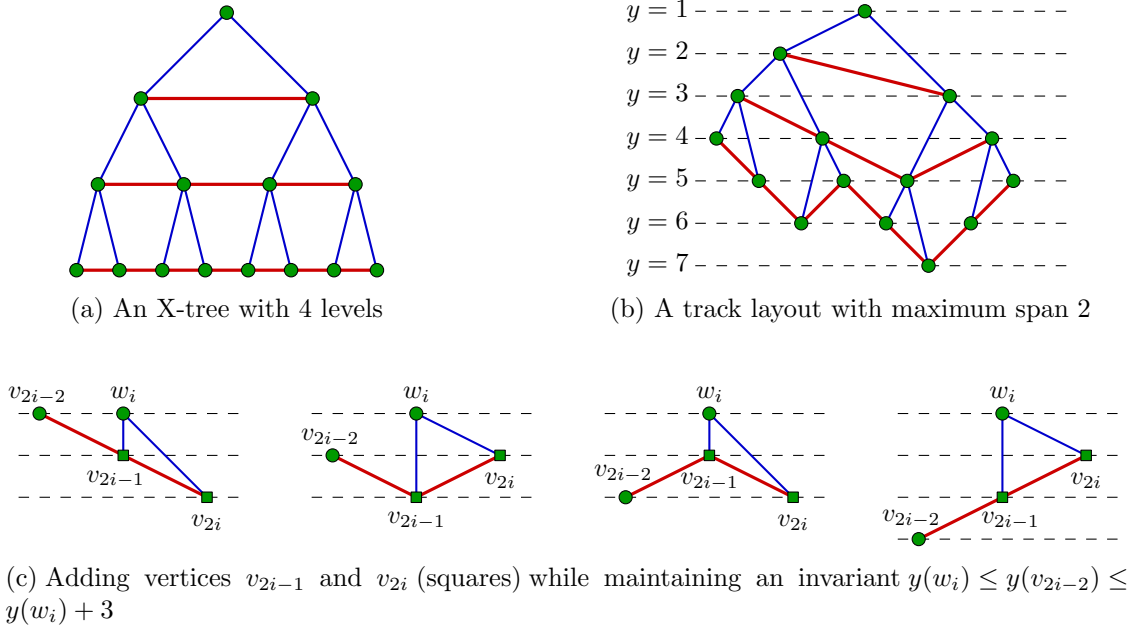 y = 1
y = 2
y = 3
y = 4
y = 5
y = 6
y = 7
(a) An X-tree with 4 levels
(b) A track layout with maximum span 2
v_{2i−2} w_i v_{2i−1} v_{2i}
w_i v_{2i−2} v_{2i−1} v_{2i}
w_i v_{2i−2} v_{2i−1} v_{2i}
w_i v_{2i−2} v_{2i−1} v_{2i}
(c) Adding vertices v_{2i−1} and v_{2i} (squares) while maintaining an invariant y(w_i) ≤ y(v_{2i−2}) ≤
y(w_i) + 3